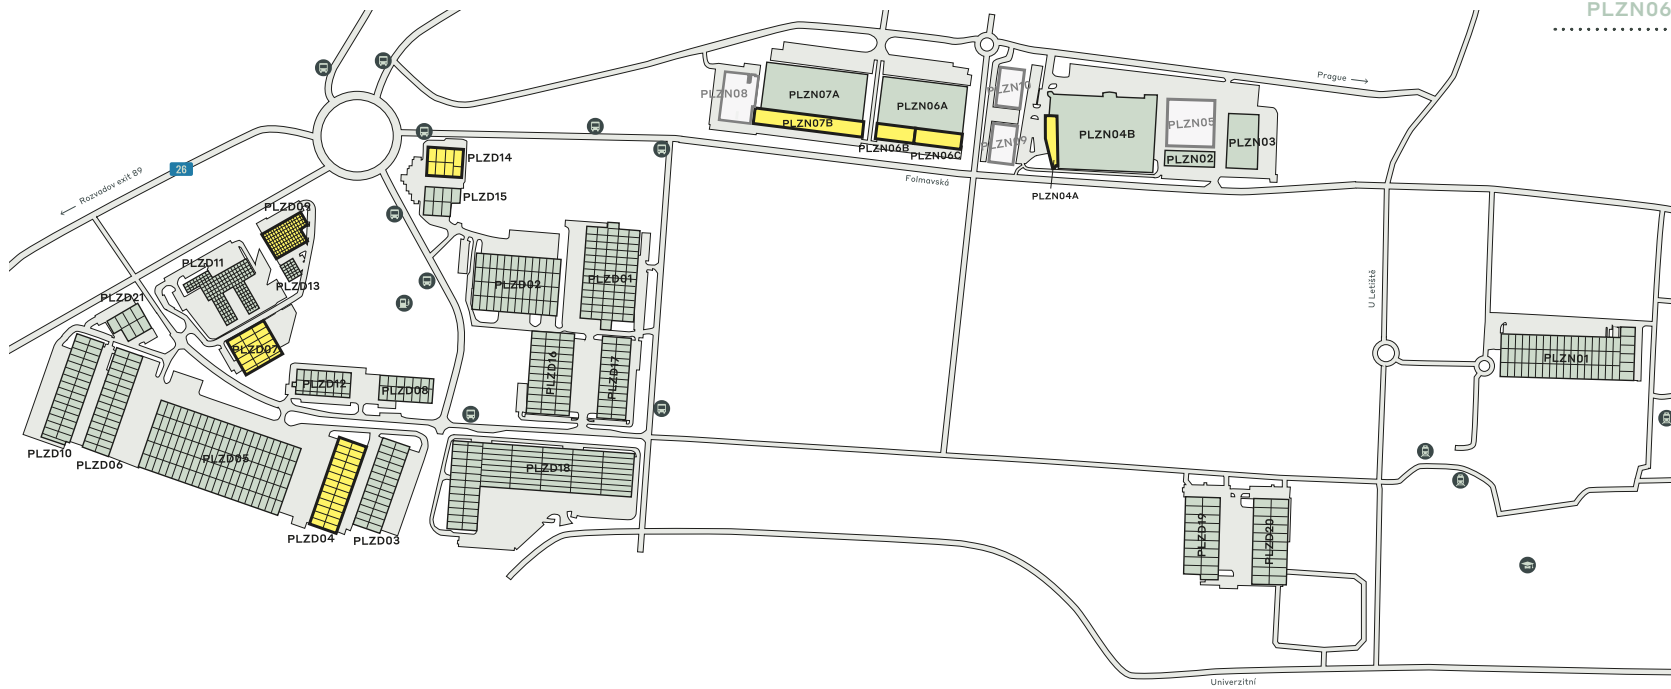 PLZN06
Prague
PLZN08
PLZN07A
PLZN07B
PLZN06A
PLZN06B
PLZN06C
PLZN10
PLZN09
PLZN04B
PLZN05
PLZN03
PLZN02
PLZN04A
Folmavská
26
Rozvadov exit 89
PLZD14
PLZD15
PLZD09
PLZD11
PLZD13
PLZD21
PLZD07
PLZD02
PLZD01
PLZD16
PLZD17
PLZD12
PLZD08
PLZD10
PLZD06
PLZD05
PLZD04
PLZD03
PLZD18
U Letiště
PLZN01
PLZD19
PLZD20
Univerzitní